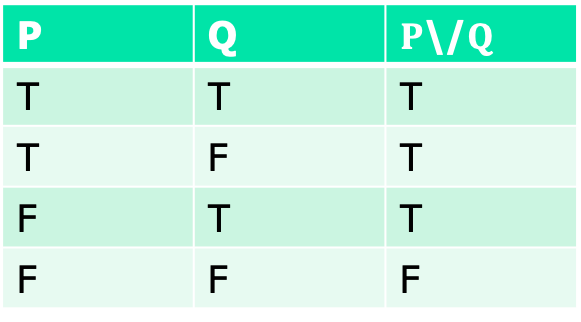 P Q P\/Q
T T T
T F T
F T T
F F F